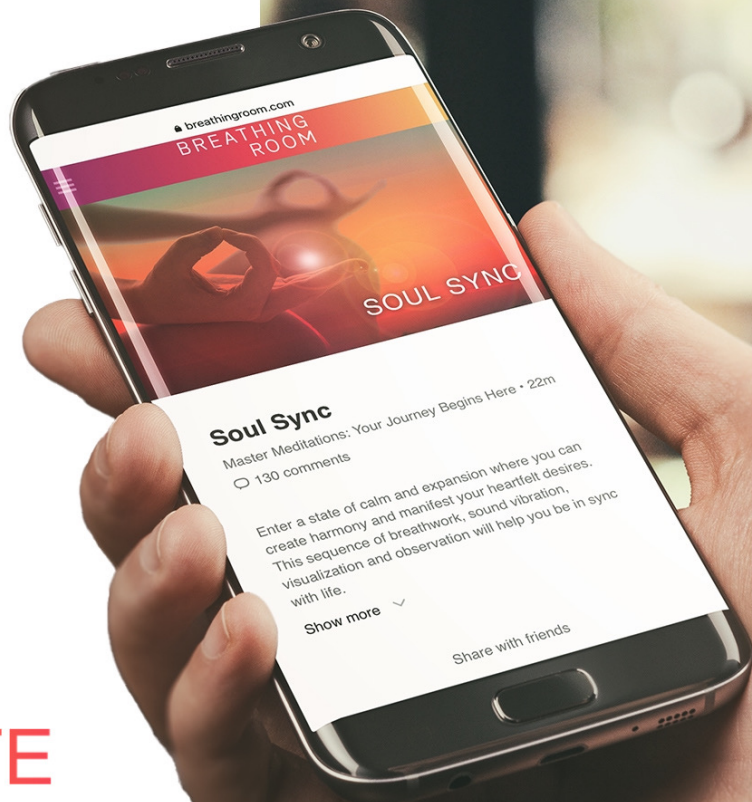 breathingroom.com
BREATHING
ROOM
SOUL SYNC
Soul Sync
Master Meditations: Your Journey Begins Here • 22m
130 comments
Enter a state of calm and expansion where you can
create harmony and manifest your heartfelt desires.
This sequence of breathwork, sound vibration,
visualization and observation will help you be in sync
with life.
Show more
Share with friends
TE